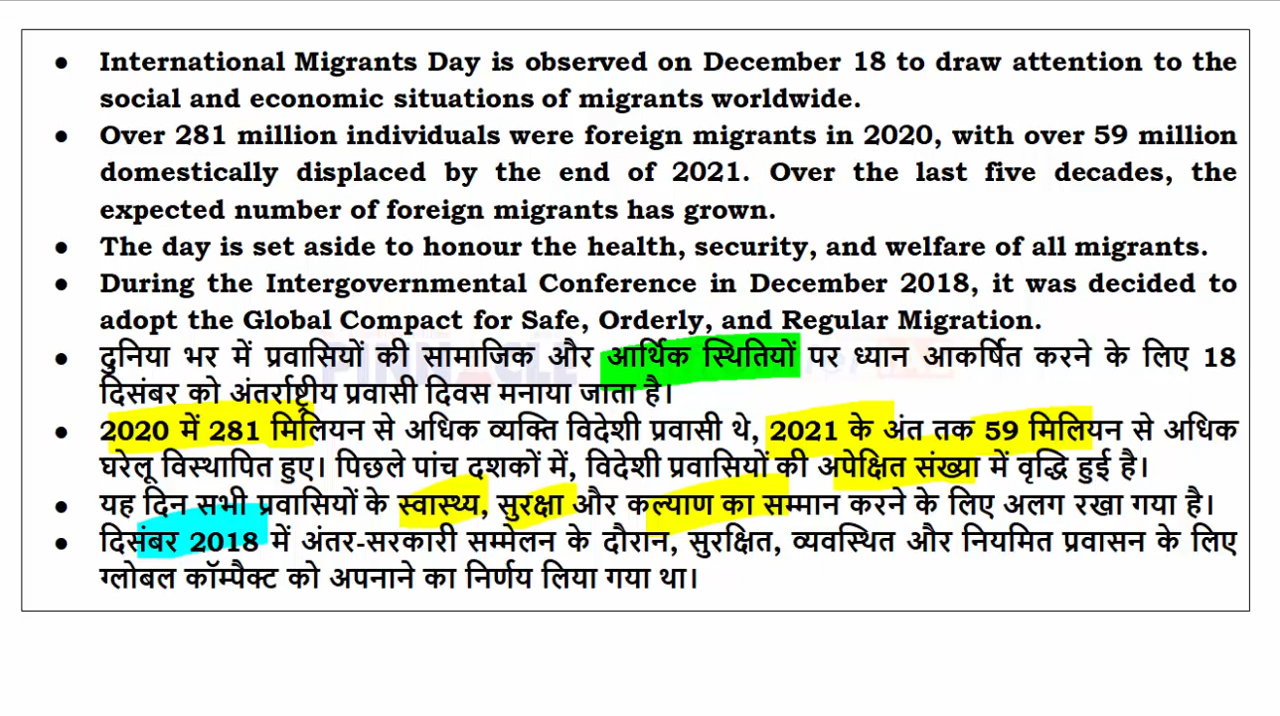 • International Migrants Day is observed on December 18 to draw attention to the
social and economic situations of migrants worldwide.
• Over 281 million individuals were foreign migrants in 2020, with over 59 million
domestically displaced by the end of 2021. Over the last five decades, the
expected number of foreign migrants has grown.
• The day is set aside to honour the health, security, and welfare of all migrants.
• During the Intergovernmental Conference in December 2018, it was decided to
adopt the Global Compact for Safe, Orderly, and Regular Migration.
• दुनिया भर में प्रवासियों की सामाजिक और आर्थिक स्थितियों पर ध्यान आकर्षित करने के लिए 18
दिसंबर को अंतर्राष्ट्रीय प्रवासी दिवस मनाया जाता है।
• 2020 में 281 मिलियन से अधिक व्यक्ति विदेशी प्रवासी थे, 2021 के अंत तक 59 मिलियन से अधिक
घरेलू विस्थापित हुए। पिछले पांच दशकों में, विदेशी प्रवासियों की अपेक्षित संख्या में वृद्धि हुई है।
• यह दिन सभी प्रवासियों के स्वास्थ्य, सुरक्षा और कल्याण का सम्मान करने के लिए अलग रखा गया है।
• दिसंबर 2018 में अंतर-सरकारी सम्मेलन के दौरान, सुरक्षित, व्यवस्थित और नियमित प्रवासन के लिए
ग्लोबल कॉम्पैक्ट को अपनाने का निर्णय लिया गया था।